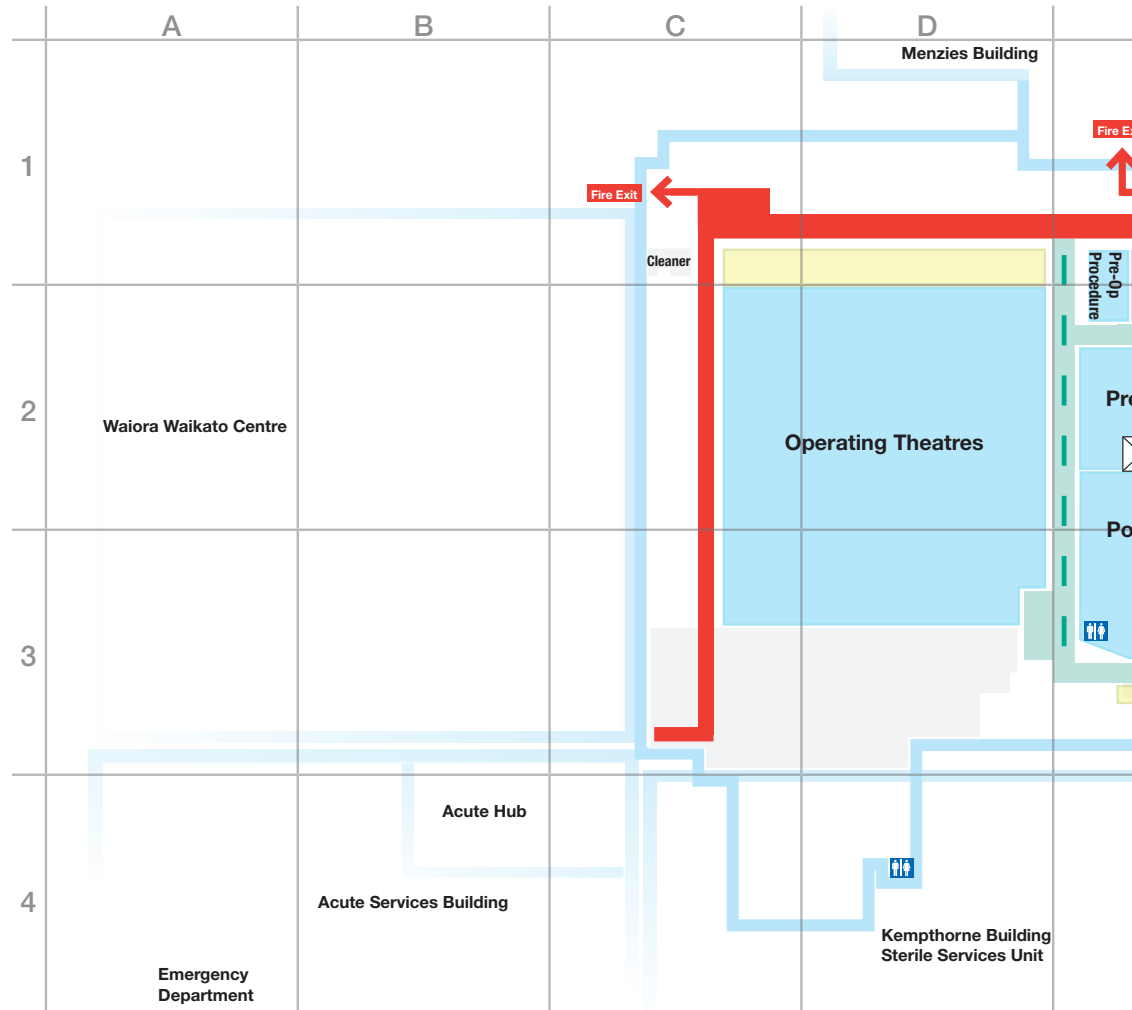 A B C D
Menzies Building
Fire
1
Fire Exit
Cleaner
Pre-Op
Procedure
2
Waiora Waikato Centre
Operating Theatres
3
Acute Hub
4
Acute Services Building
Kempthorne Building
Sterile Services Unit
Emergency
Department